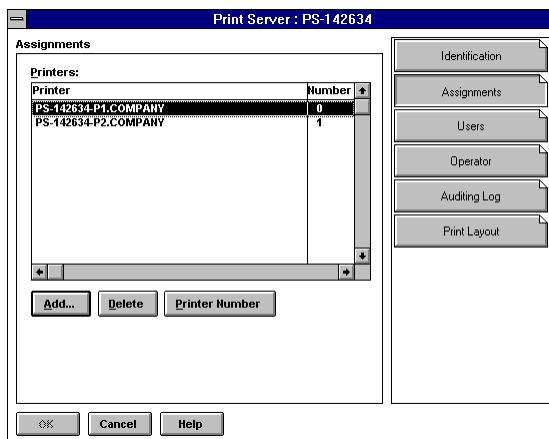 Print Server : PS-142634
Assignments
Printers:
Printer Number
PS-142634-P1.COMPANY 0
PS-142634-P2.COMPANY 1
Add... Delete Printer Number
OK Cancel Help
Identification
Assignments
Users
Operator
Auditing Log
Print Layout